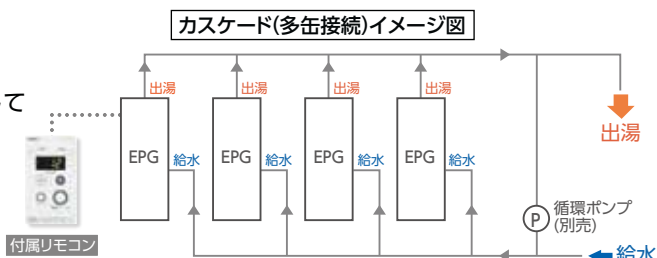 カスケード(多缶接続)イメージ図
て
出湯
出湯
出湯
出湯
出湯
EPG
給水
EPG
給水
EPG
給水
EPG
給水
P
循環ポンプ
(別売)
付属リモコン
給水